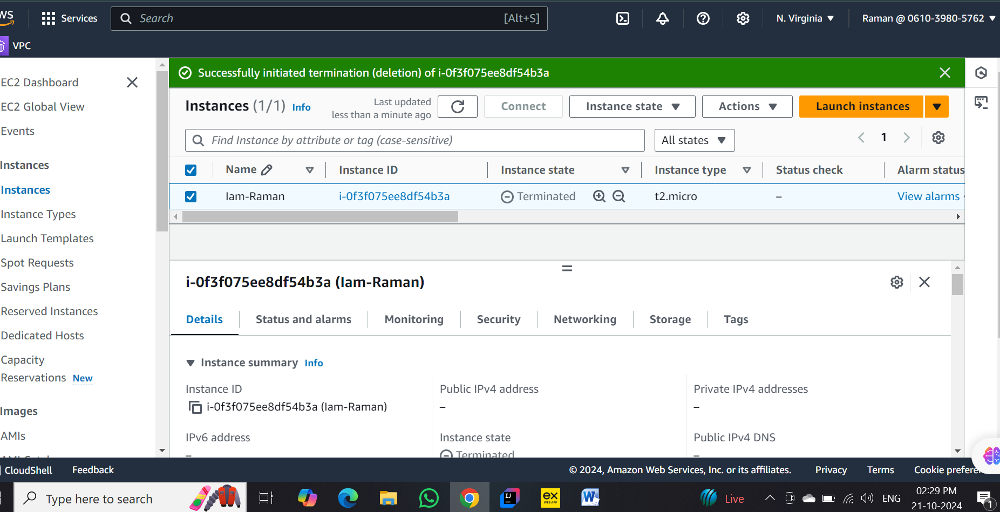 Services
Search
[Alt+S]
N. Virginia
Raman @ 0610-3980-5762
VPC
EC2 Dashboard
EC2 Global View
Events
Instances
Instances
Instance Types
Launch Templates
Spot Requests
Savings Plans
Reserved Instances
Dedicated Hosts
Capacity
Reservations New
Images
AMIs
Successfully initiated termination (deletion) of i-0f3f075ee8df54b3a
Instances (1/1) Info
Last updated
less than a minute ago
Connect
Instance state
Actions
Launch instances
Find Instance by attribute or tag (case-sensitive)
All states
1
Name
Instance ID
Instance state
Instance type
Status check
Alarm status
Iam-Raman
i-0f3f075ee8df54b3a
Terminated
t2.micro
–
View alarms
i-0f3f075ee8df54b3a (Iam-Raman)
Details
Status and alarms
Monitoring
Security
Networking
Storage
Tags
Instance summary Info
Instance ID
i-0f3f075ee8df54b3a (Iam-Raman)
Public IPv4 address
–
Private IPv4 addresses
–
IPv6 address
–
Instance state
Terminated
Public IPv4 DNS
–
CloudShell
Feedback
© 2024, Amazon Web Services, Inc. or its affiliates.
Privacy
Terms
Cookie prefere
Type here to search
IJ
ex
WEB APP
W
Live
ENG
02:29 PM
21-10-2024
1